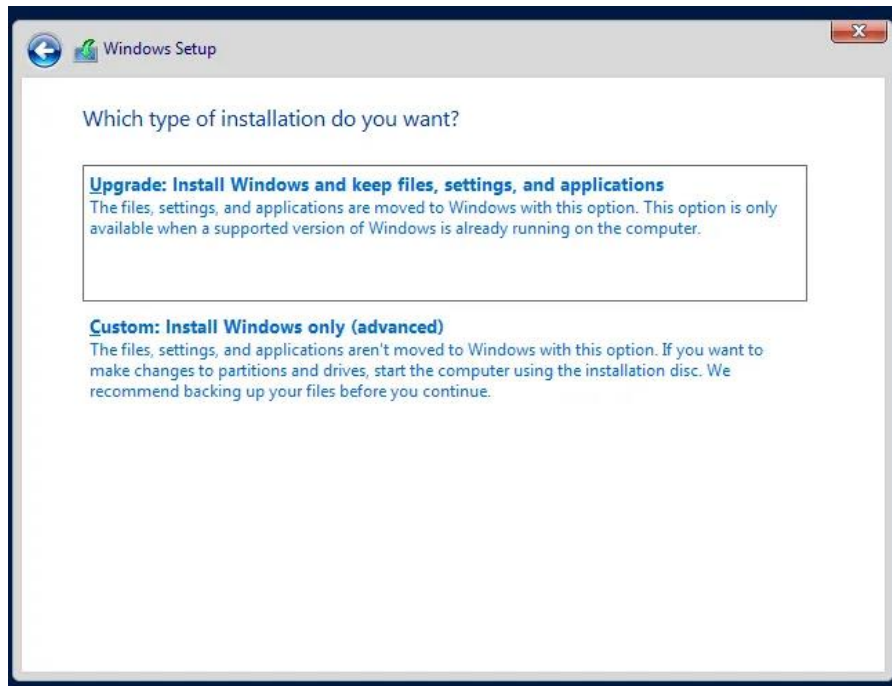 Windows Setup
Which type of installation do you want?
Upgrade: Install Windows and keep files, settings, and applications
The files, settings, and applications are moved to Windows with this option. This option is only
available when a supported version of Windows is already running on the computer.
Custom: Install Windows only (advanced)
The files, settings, and applications aren't moved to Windows with this option. If you want to
make changes to partitions and drives, start the computer using the installation disc. We
recommend backing up your files before you continue.